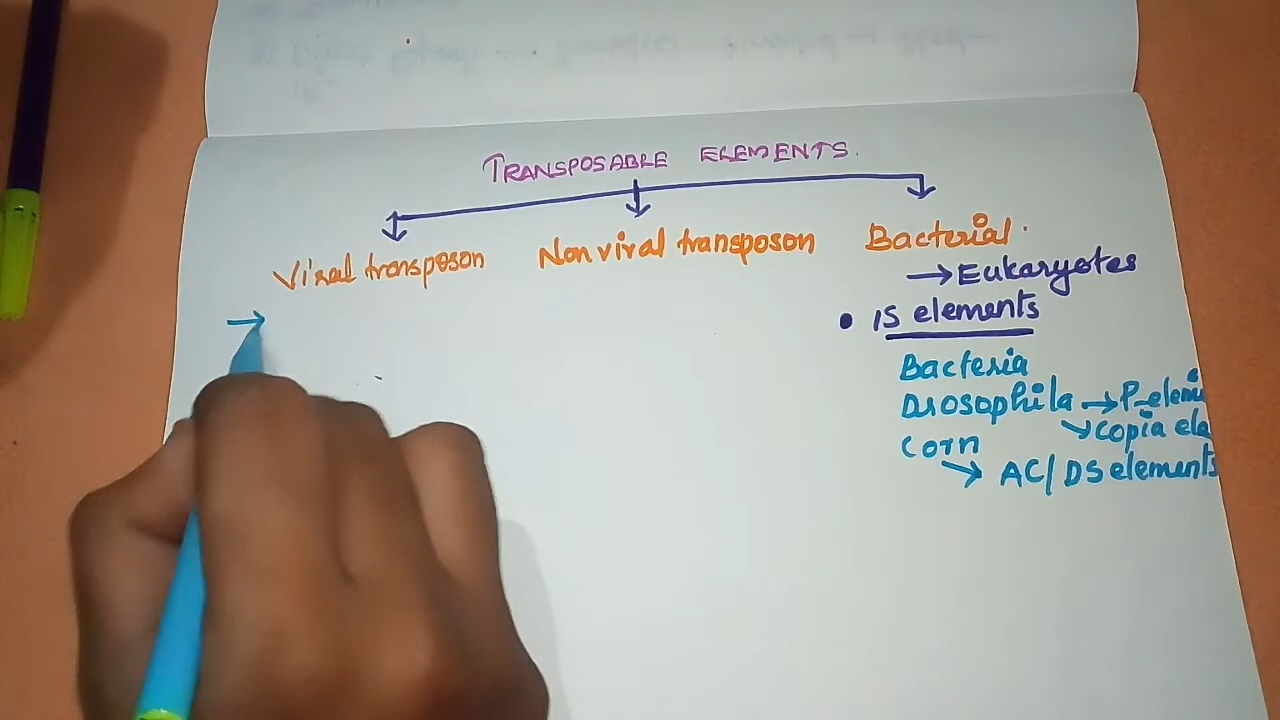 TRANSPOSABLE ELEMENTS.
Viral transposon Non viral transposon Bacterial.
→ Eukaryotes
• IS elements
Bacteria
Drosophila → P-elem
→ Copia ele
Corn
→ AC/DS elements